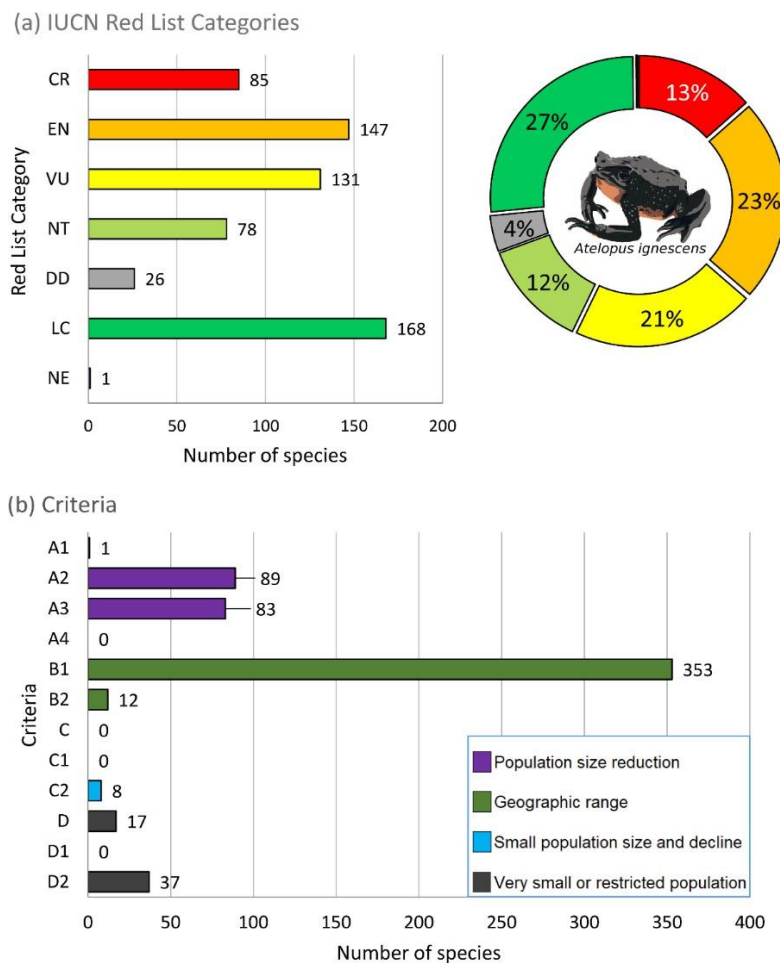 (a) IUCN Red List Categories
Red List Category
CR
85
EN
147
VU
131
NT
78
DD
26
LC
168
NE
1
0 50 100 150 200
Number of species
13%
23%
21%
12%
4%
27%
Atelopus ignescens
(b) Criteria
Criteria
A1
1
A2
89
A3
83
A4
0
B1
353
B2
12
C
0
C1
0
C2
8
D
17
D1
0
D2
37
Population size reduction
Geographic range
Small population size and decline
Very small or restricted population
0 50 100 150 200 250 300 350 400
Number of species